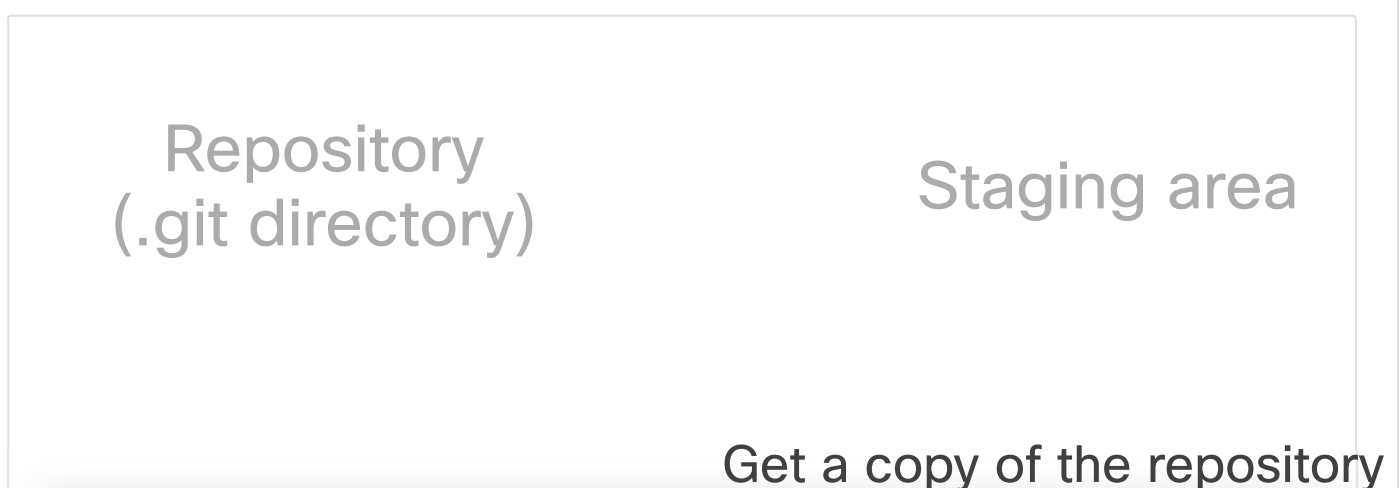 Repository
(.git directory)
Staging area
Get a copy of the repository